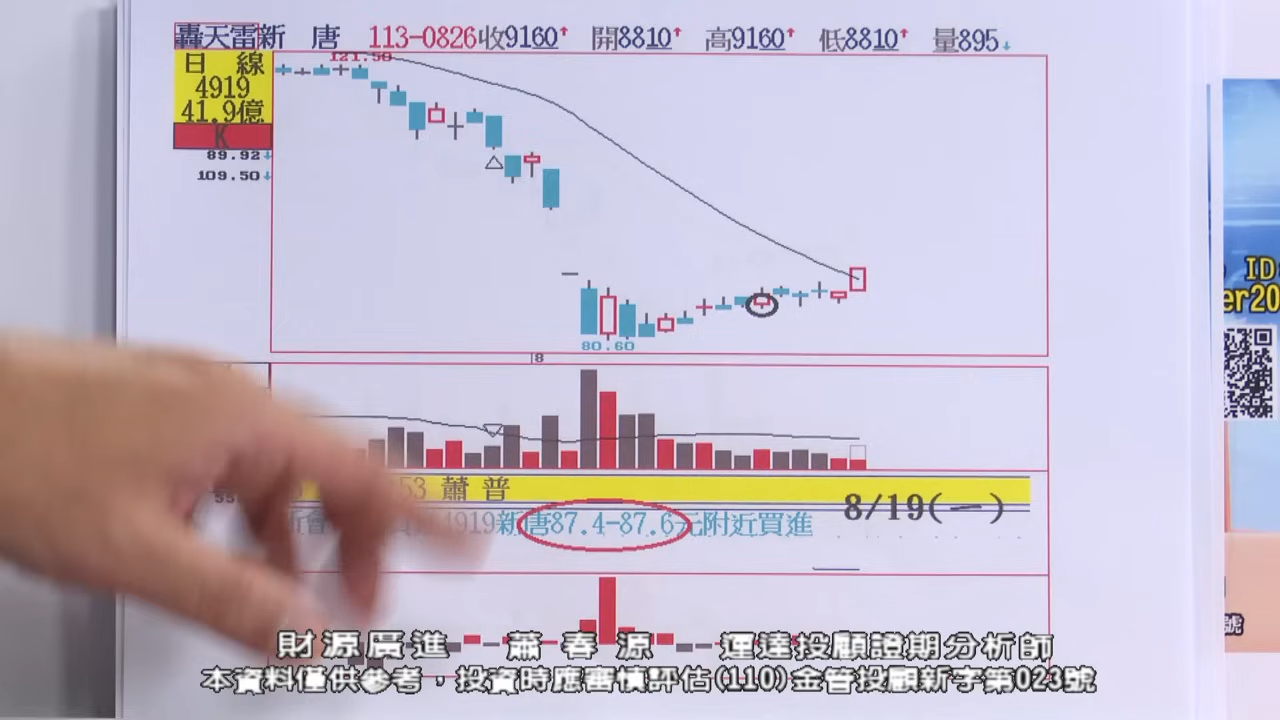 轟天雷新 唐 113-0826收9160↑ 開8810↑ 高9160↑ 低8810↑ 量895↓
日 線
4919
41.9億
K
89.92↓
109.50↓
121.50
80.60
8
53 蕭 普
8/19(一)
4919新唐87.4-87.6元附近買進
ID
er20
號
財源廣進 蕭春源 運達投顧證期分析師
本資料僅供參考，投資時應審慎評估(110)金管投顧新字第023號